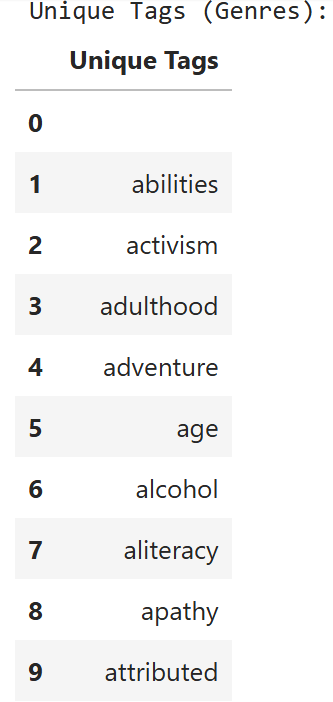 Unique Tags (Genres):
Unique Tags
0
1 abilities
2 activism
3 adulthood
4 adventure
5 age
6 alcohol
7 aliteracy
8 apathy
9 attributed